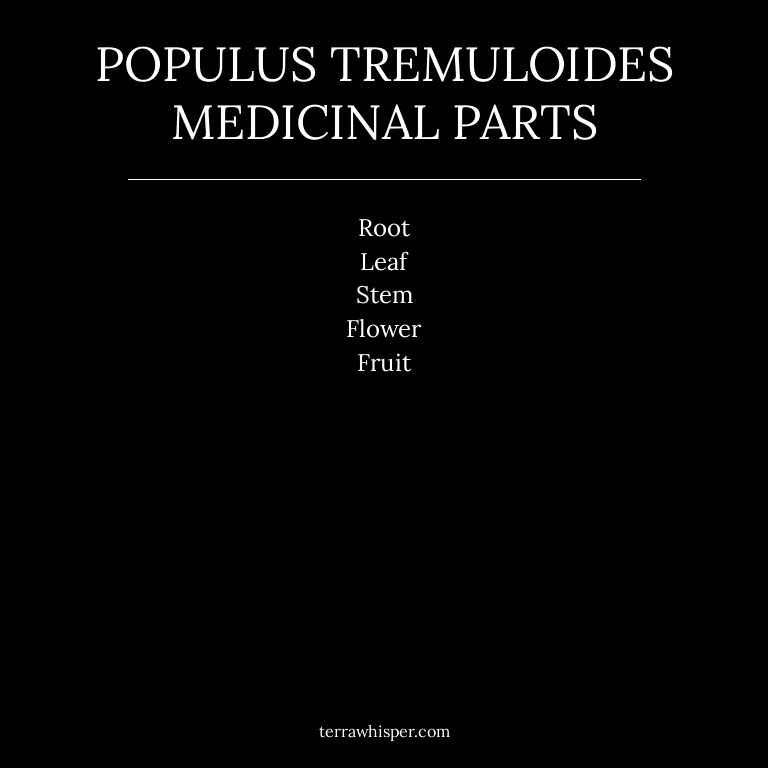 POPULUS TREMULOIDES
MEDICINAL PARTS
Root
Leaf
Stem
Flower
Fruit
terrawhisper.com